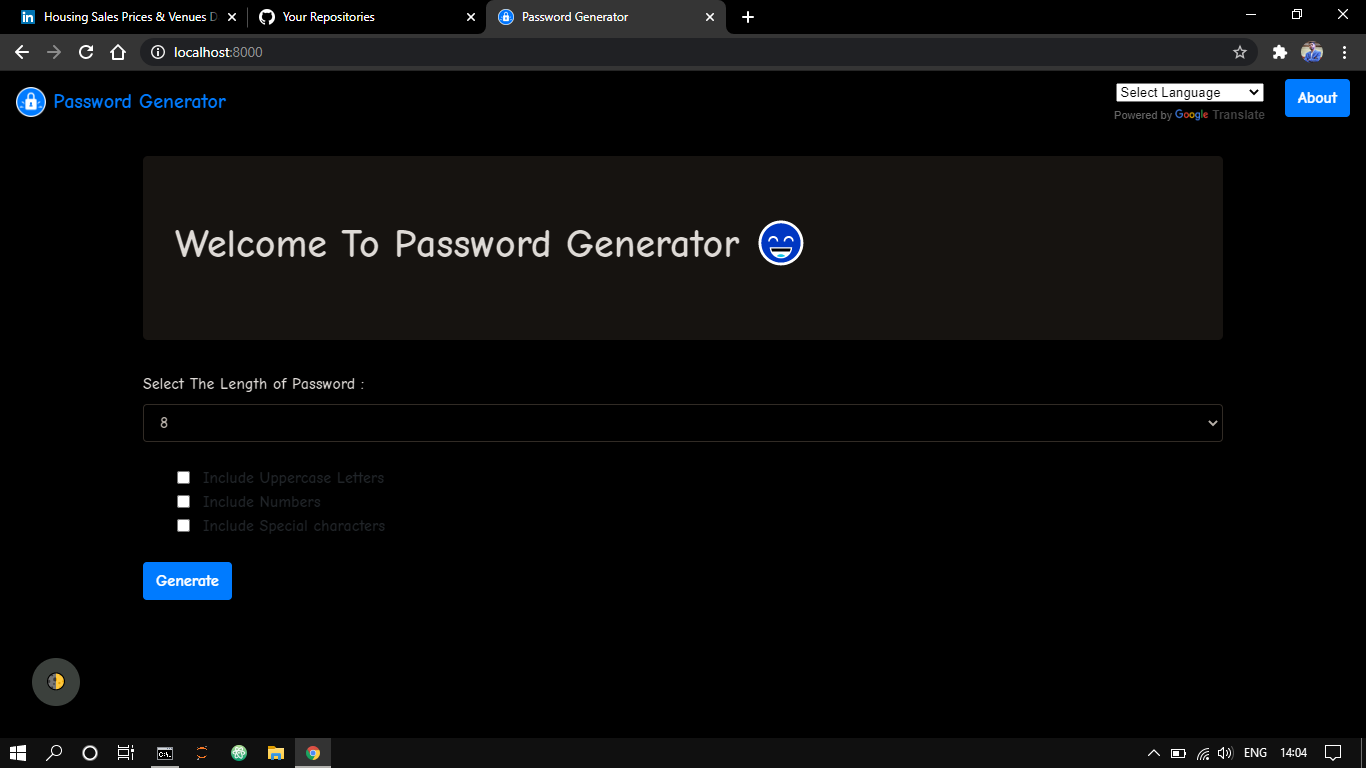 Housing Sales Prices & Venues D
Your Repositories
Password Generator
localhost:8000
Password Generator
Select Language
Powered by Google Translate
About
Welcome To Password Generator
Select The Length of Password :
8
Include Uppercase Letters
Include Numbers
Include Special characters
Generate
ENG
14:04